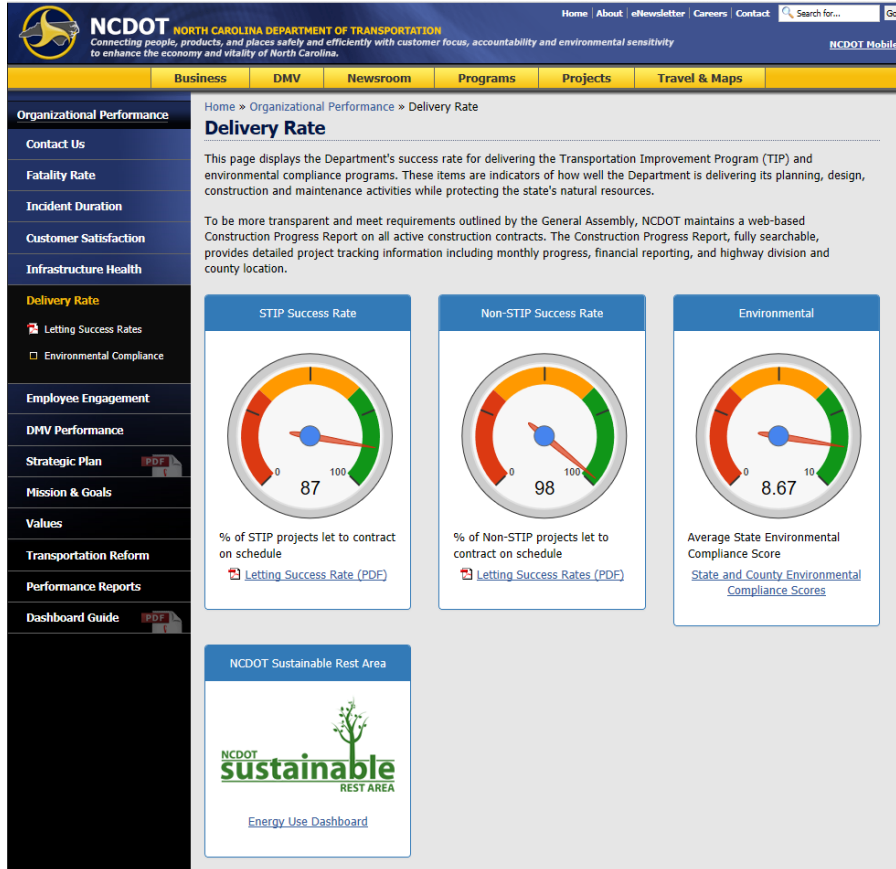 Home | About | eNewsletter | Careers | Contact
Search for...
Go
NCDOT NORTH CAROLINA DEPARTMENT OF TRANSPORTATION
Connecting people, products, and places safely and efficiently with customer focus, accountability and environmental sensitivity
to enhance the economy and vitality of North Carolina.
NCDOT Mobile
Business DMV Newsroom Programs Projects Travel & Maps
Organizational Performance
Contact Us
Fatality Rate
Incident Duration
Customer Satisfaction
Infrastructure Health
Delivery Rate
Letting Success Rates
Environmental Compliance
Employee Engagement
DMV Performance
Strategic Plan PDF
Mission & Goals
Values
Transportation Reform
Performance Reports
Dashboard Guide PDF
Home » Organizational Performance » Delivery Rate
Delivery Rate
This page displays the Department's success rate for delivering the Transportation Improvement Program (TIP) and
environmental compliance programs. These items are indicators of how well the Department is delivering its planning, design,
construction and maintenance activities while protecting the state's natural resources.
To be more transparent and meet requirements outlined by the General Assembly, NCDOT maintains a web-based
Construction Progress Report on all active construction contracts. The Construction Progress Report, fully searchable,
provides detailed project tracking information including monthly progress, financial reporting, and highway division and
county location.
STIP Success Rate
0 100
87
% of STIP projects let to contract
on schedule
Letting Success Rate (PDF)
Non-STIP Success Rate
0 100
98
% of Non-STIP projects let to
contract on schedule
Letting Success Rates (PDF)
Environmental
0 10
8.67
Average State Environmental
Compliance Score
State and County Environmental
Compliance Scores
NCDOT Sustainable Rest Area
NCDOT
sustainable
REST AREA
Energy Use Dashboard